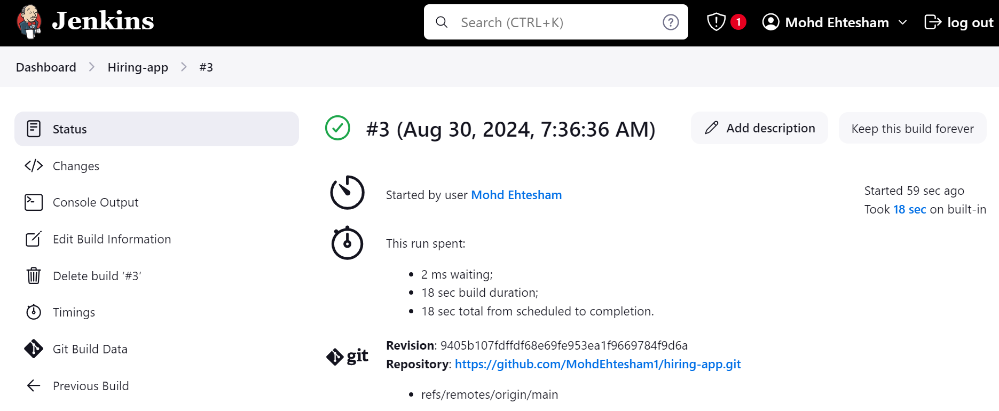 Jenkins
Search (CTRL+K)
?
1
Mohd Ehtesham
log out
Dashboard
Hiring-app
#3
Status
Changes
Console Output
Edit Build Information
Delete build ‘#3’
Timings
Git Build Data
Previous Build
#3 (Aug 30, 2024, 7:36:36 AM)
Add description
Keep this build forever
Started by user Mohd Ehtesham
Started 59 sec ago
Took 18 sec on built-in
This run spent:
2 ms waiting;
18 sec build duration;
18 sec total from scheduled to completion.
git
Revision: 9405b107fdffdf68e69fe953ea1f9669784f9d6a
Repository: https://github.com/MohdEhtesham1/hiring-app.git
refs/remotes/origin/main